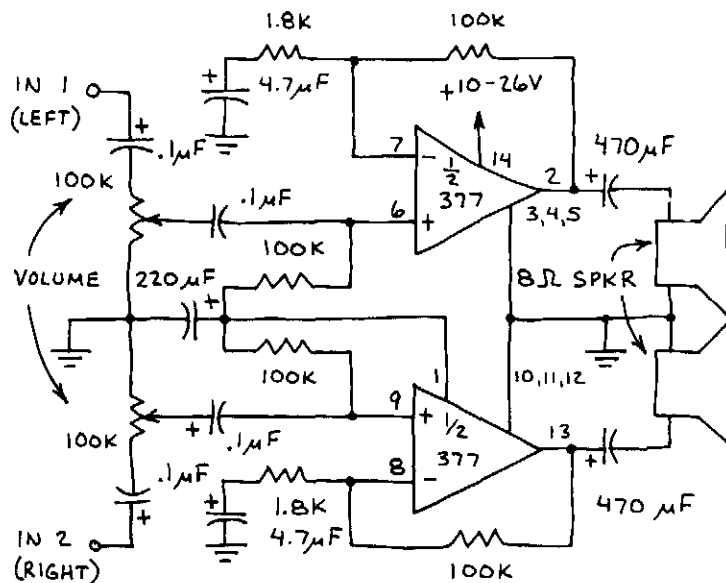 1.8K
100K
IN 1
(LEFT)
+
4.7µF
+10-26V
+
.1µF
7
-
1/2
377
14
2
470µF
+
3,4,5
100K
.1µF
6
+
100K
VOLUME
220µF
+
8Ω SPKR
100K
1
10,11,12
9
+
1/2
377
13
100K
+
.1µF
8
-
+
.1µF
+
1.8K
4.7µF
+
470µF
IN 2
(RIGHT)
100K